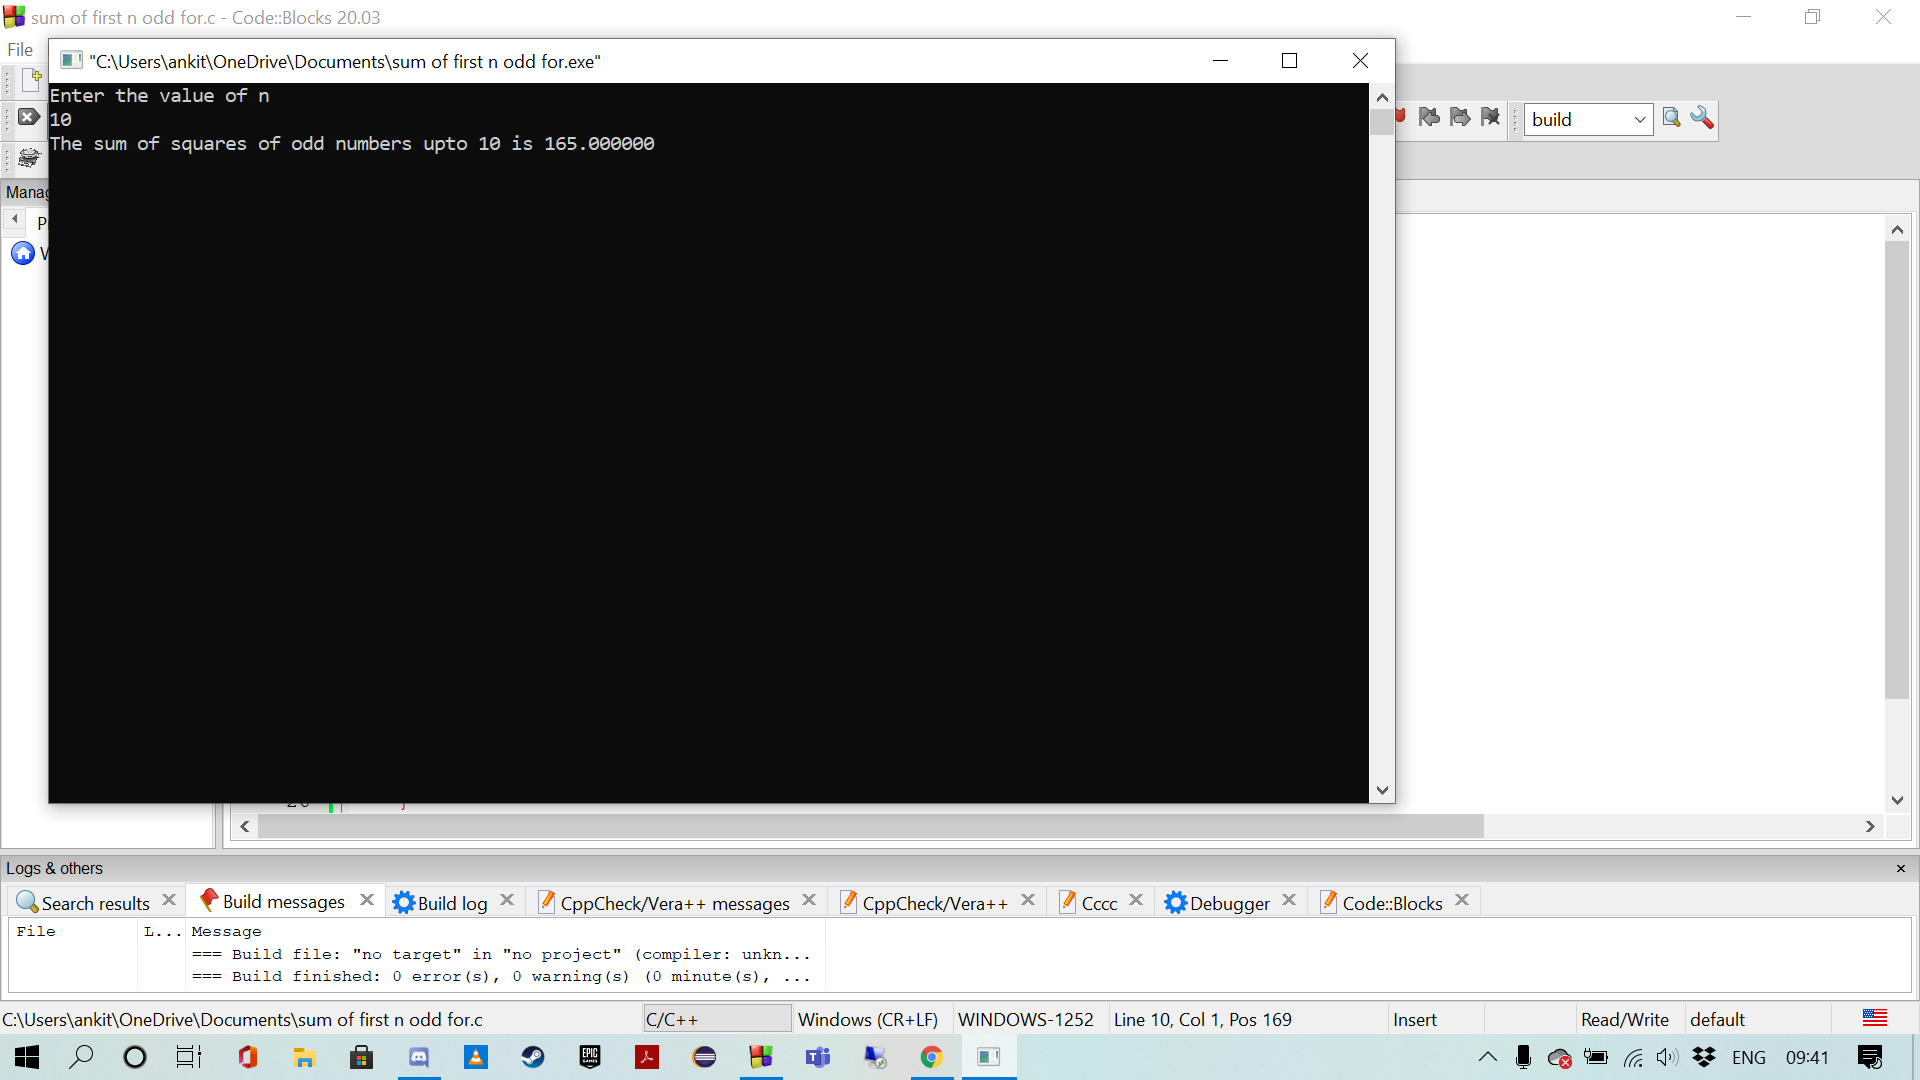 sum of first n odd for.c - Code::Blocks 20.03
File
"C:\Users\ankit\OneDrive\Documents\sum of first n odd for.exe"
Enter the value of n
10
The sum of squares of odd numbers upto 10 is 165.000000
build
Logs & others
Search results
Build messages
Build log
CppCheck/Vera++ messages
CppCheck/Vera++
Cccc
Debugger
Code::Blocks
File L... Message
=== Build file: "no target" in "no project" (compiler: unkn...
=== Build finished: 0 error(s), 0 warning(s) (0 minute(s), ...
C:\Users\ankit\OneDrive\Documents\sum of first n odd for.c C/C++ Windows (CR+LF) WINDOWS-1252 Line 10, Col 1, Pos 169 Insert Read/Write default
EPIC GAMES
ENG 09:41